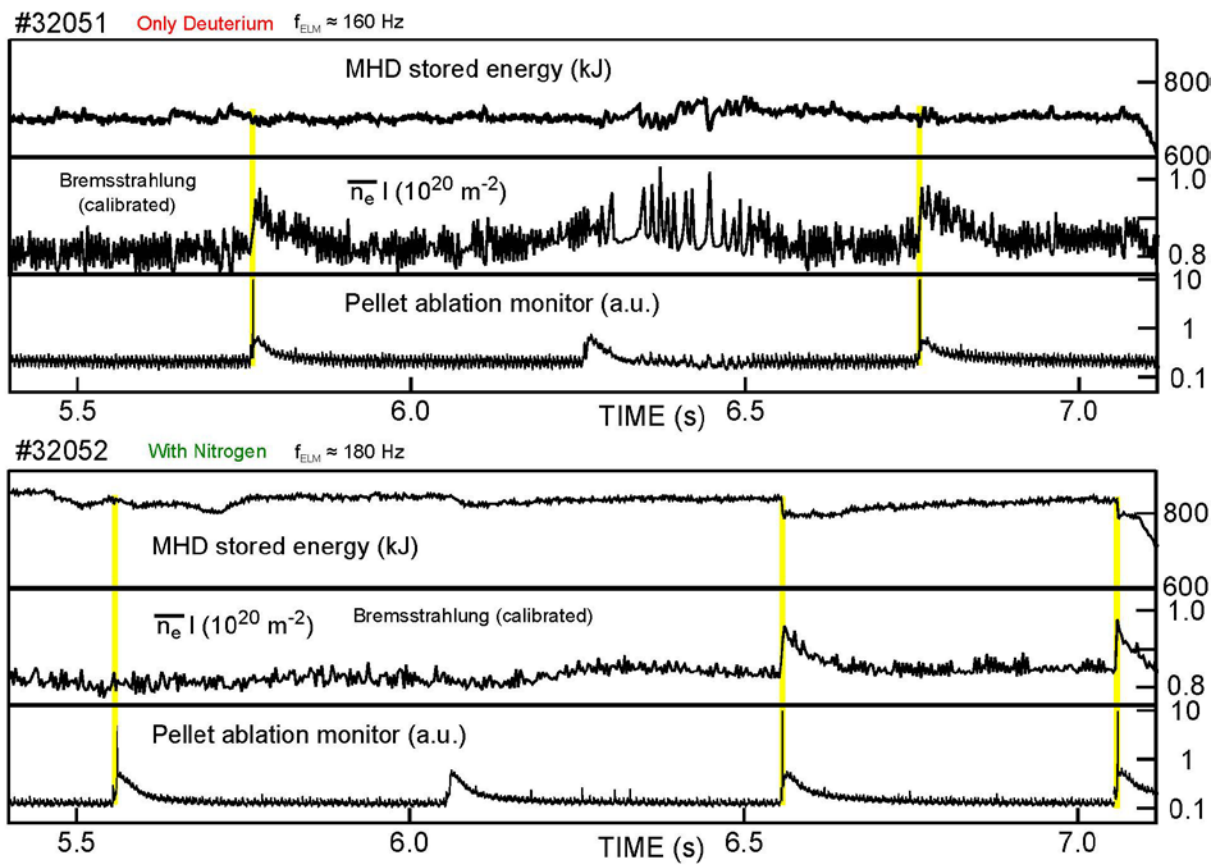 #32051 Only Deuterium f_ELM ≈ 160 Hz
MHD stored energy (kJ)
800
600
Bremsstrahlung
(calibrated)
n̅e̅ l (10^20 m^-2)
1.0
0.8
Pellet ablation monitor (a.u.)
10
1
0.1
5.5 6.0 6.5 7.0
TIME (s)
#32052 With Nitrogen f_ELM ≈ 180 Hz
800
MHD stored energy (kJ)
600
n̅e̅ l (10^20 m^-2) Bremsstrahlung (calibrated)
1.0
0.8
Pellet ablation monitor (a.u.)
10
1
0.1
5.5 6.0 6.5 7.0
TIME (s)